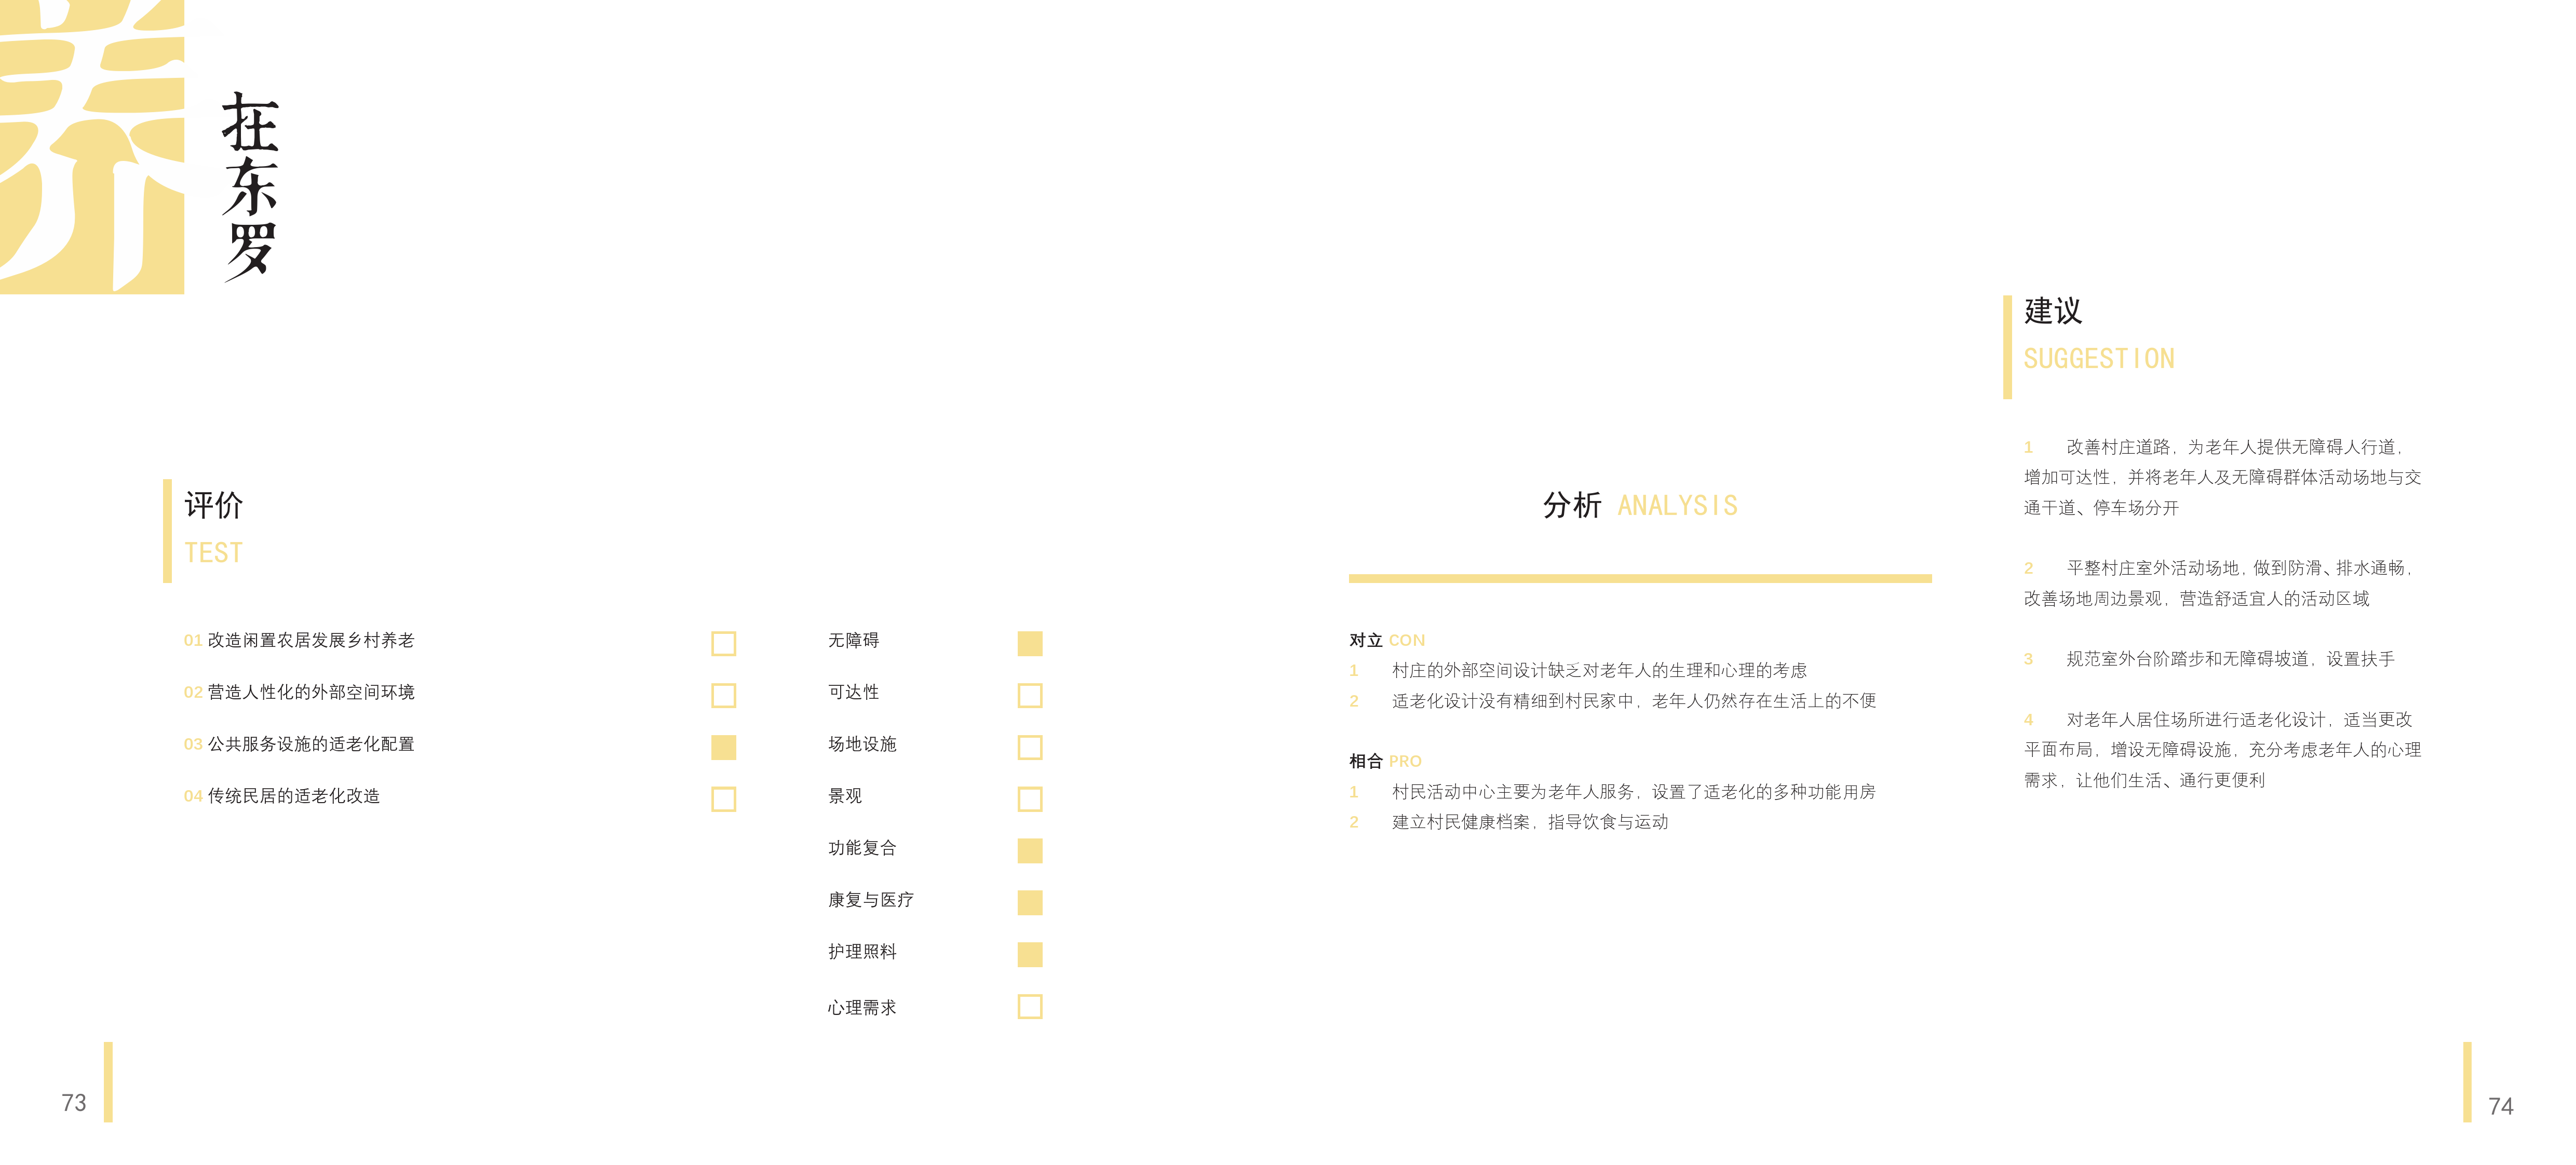 养
在东罗
评价
TEST
01 改造闲置农居发展乡村养老
02 营造人性化的外部空间环境
03 公共服务设施的适老化配置
04 传统民居的适老化改造
无障碍
可达性
场地设施
景观
功能复合
康复与医疗
护理照料
心理需求
73
分析 ANALYSIS
对立 CON
1 村庄的外部空间设计缺乏对老年人的生理和心理的考虑
2 适老化设计没有精细到村民家中，老年人仍然存在生活上的不便
相合 PRO
1 村民活动中心主要为老年人服务，设置了适老化的多种功能用房
2 建立村民健康档案，指导饮食与运动
建议
SUGGESTION
1 改善村庄道路，为老年人提供无障碍人行道，
增加可达性，并将老年人及无障碍群体活动场地与交
通干道、停车场分开
2 平整村庄室外活动场地，做到防滑、排水通畅，
改善场地周边景观，营造舒适宜人的活动区域
3 规范室外台阶踏步和无障碍坡道，设置扶手
4 对老年人居住场所进行适老化设计，适当更改
平面布局，增设无障碍设施，充分考虑老年人的心理
需求，让他们生活、通行更便利
74